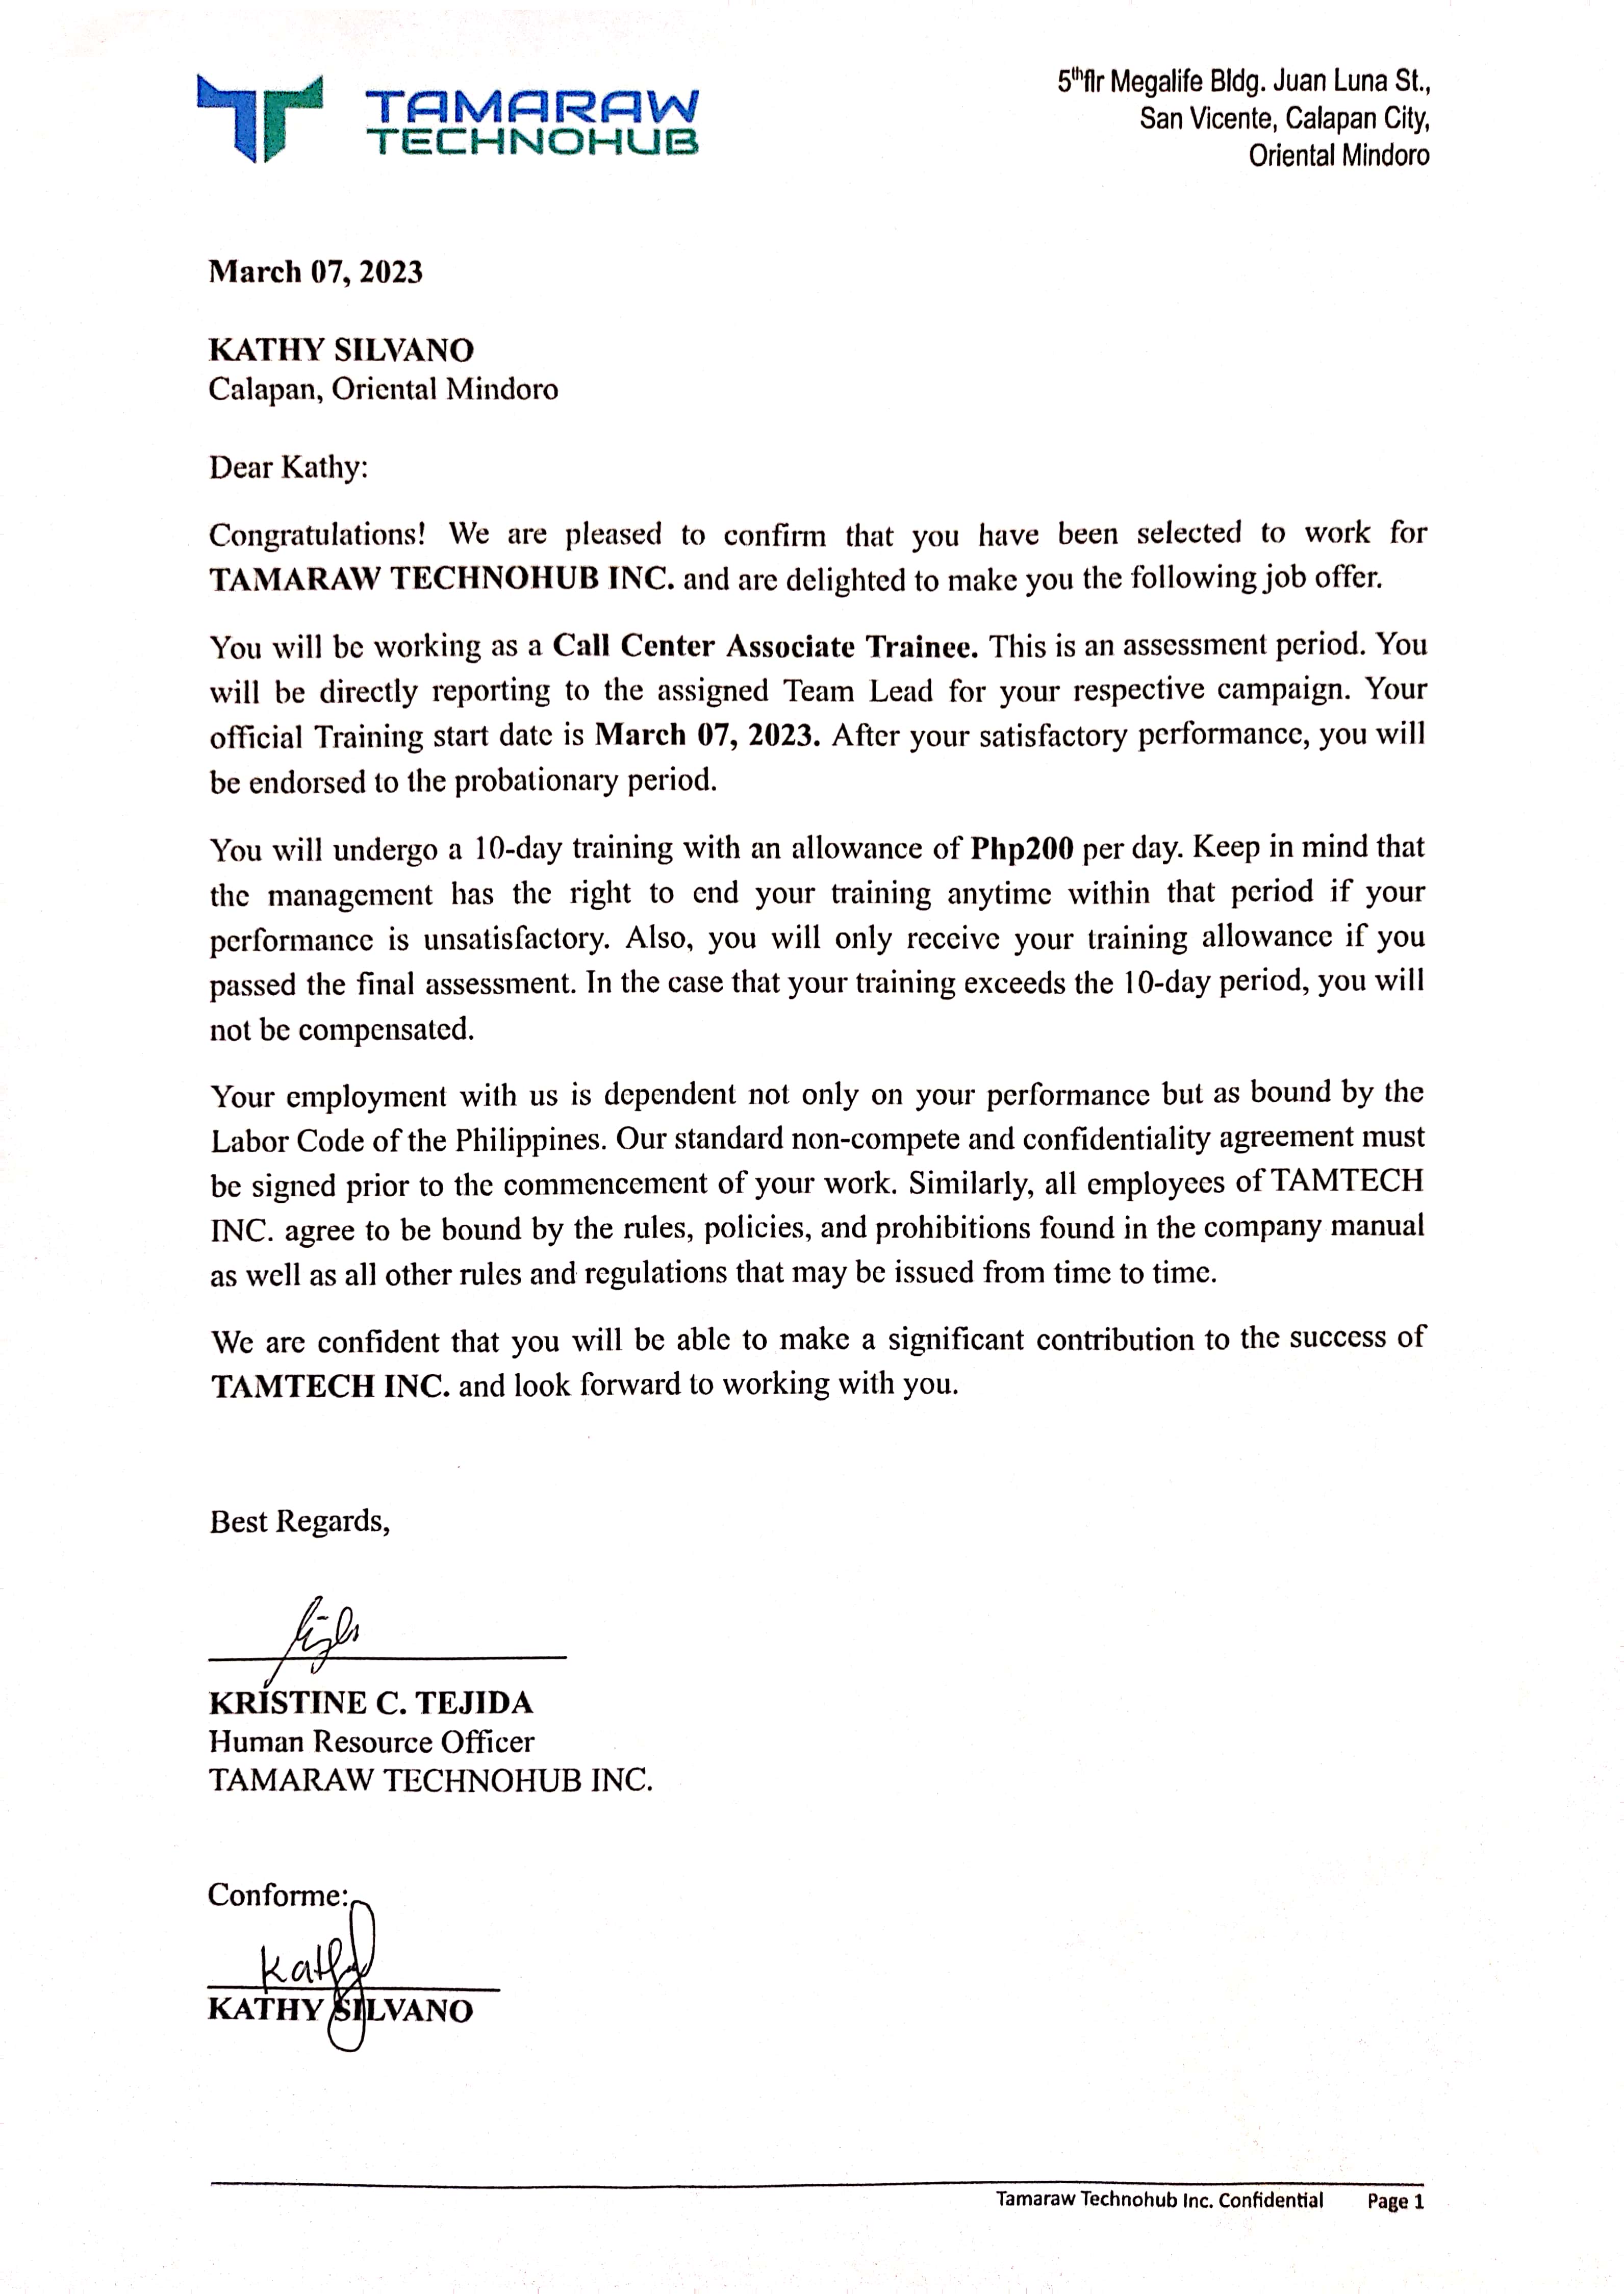 TAMARAW
TECHNOHUB
5thflr Megalife Bldg. Juan Luna St.,
San Vicente, Calapan City,
Oriental Mindoro
March 07, 2023
KATHY SILVANO
Calapan, Oriental Mindoro
Dear Kathy:
Congratulations! We are pleased to confirm that you have been selected to work for
TAMARAW TECHNOHUB INC. and are delighted to make you the following job offer.
You will be working as a Call Center Associate Trainee. This is an assessment period. You
will be directly reporting to the assigned Team Lead for your respective campaign. Your
official Training start date is March 07, 2023. After your satisfactory performance, you will
be endorsed to the probationary period.
You will undergo a 10-day training with an allowance of Php200 per day. Keep in mind that
the management has the right to end your training anytime within that period if your
performance is unsatisfactory. Also, you will only receive your training allowance if you
passed the final assessment. In the case that your training exceeds the 10-day period, you will
not be compensated.
Your employment with us is dependent not only on your performance but as bound by the
Labor Code of the Philippines. Our standard non-compete and confidentiality agreement must
be signed prior to the commencement of your work. Similarly, all employees of TAMTECH
INC. agree to be bound by the rules, policies, and prohibitions found in the company manual
as well as all other rules and regulations that may be issued from time to time.
We are confident that you will be able to make a significant contribution to the success of
TAMTECH INC. and look forward to working with you.
Best Regards,
KRISTINE C. TEJIDA
Human Resource Officer
TAMARAW TECHNOHUB INC.
Conforme:
Kathy
KATHY SILVANO
Tamaraw Technohub Inc. Confidential Page 1